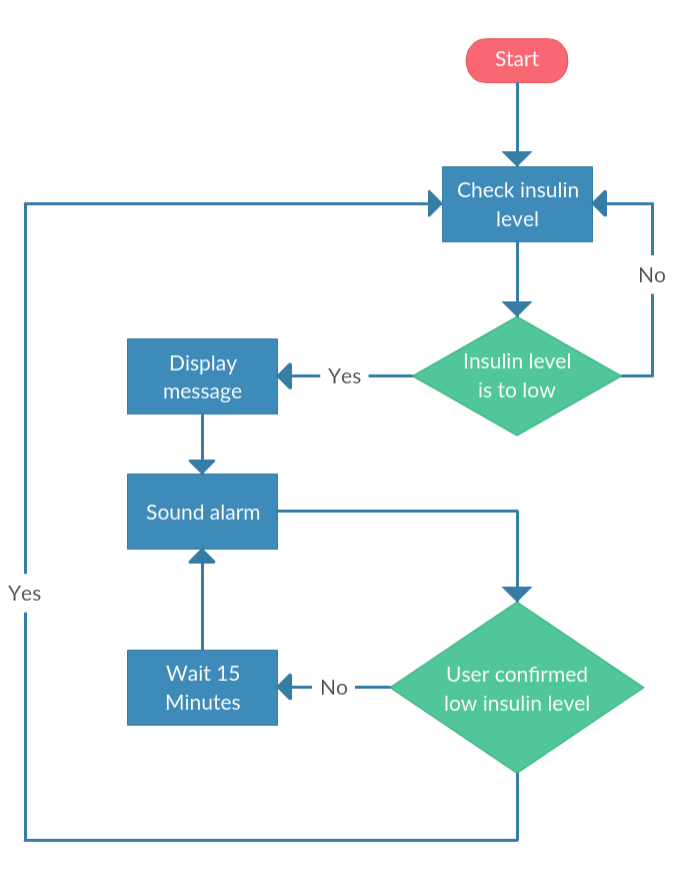 Start
Check insulin
level
No
Insulin level
is to low
Yes
Display
message
Sound alarm
Yes
User confirmed
low insulin level
No
Wait 15
Minutes